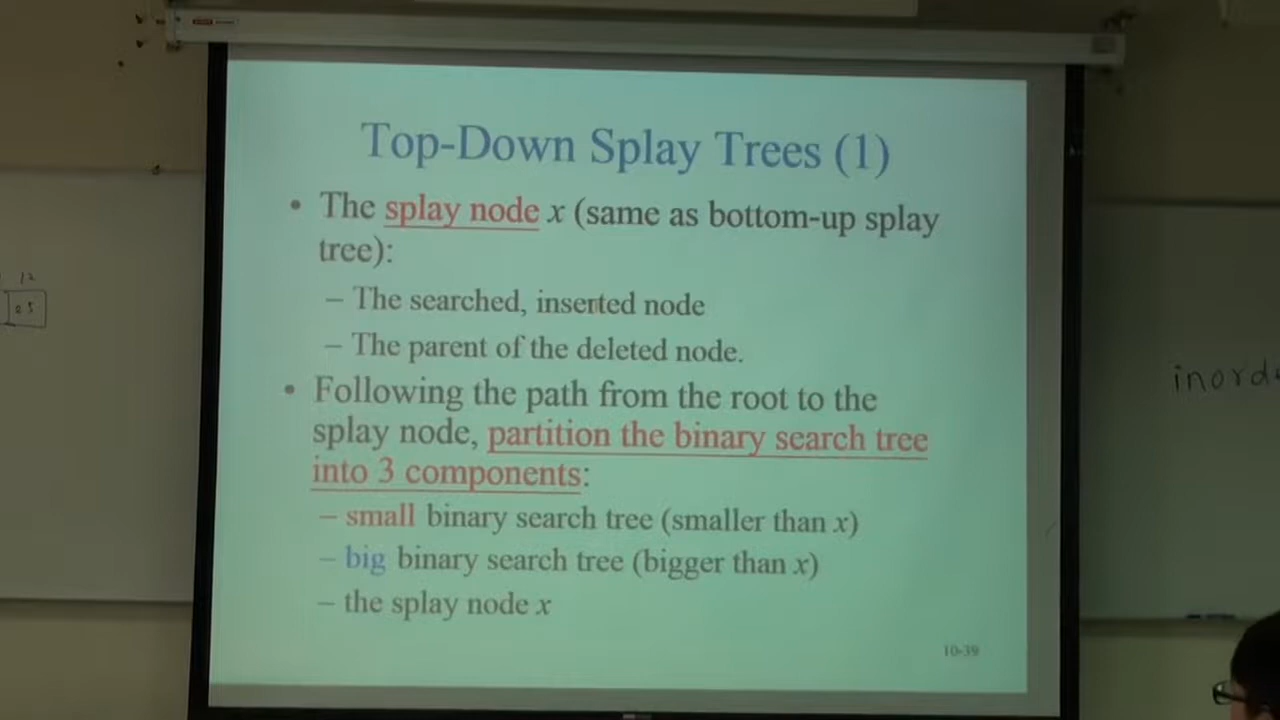 Top-Down Splay Trees (1)
• The splay node x (same as bottom-up splay
tree):
– The searched, inserted node
– The parent of the deleted node.
• Following the path from the root to the
splay node, partition the binary search tree
into 3 components:
– small binary search tree (smaller than x)
– big binary search tree (bigger than x)
– the splay node x
10-39
12
inord